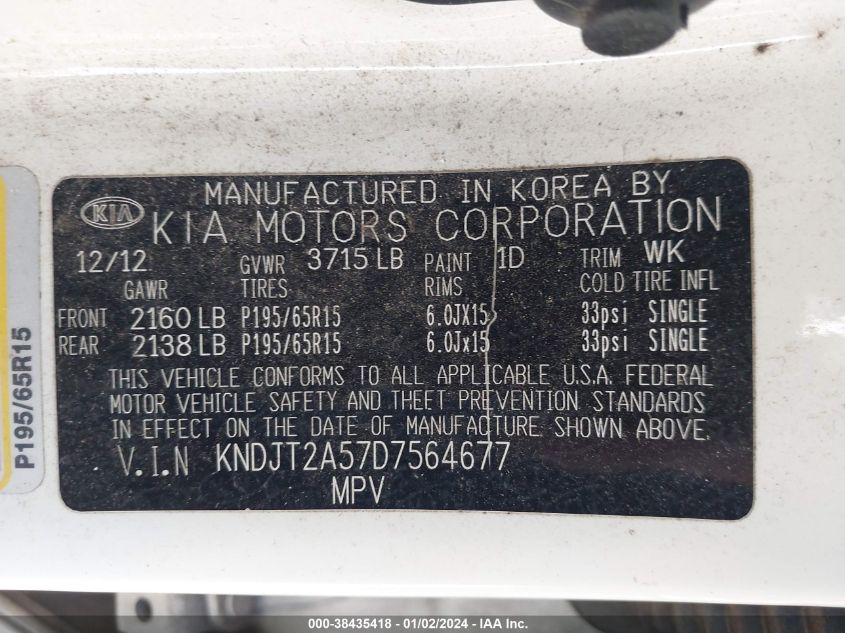 MANUFACTURED IN KOREA BY
KIA KIA MOTORS CORPORATION
12/12 GVWR 3715 LB PAINT 1D TRIM WK
GAWR TIRES RIMS COLD TIRE INFL
FRONT 2160 LB P195/65R15 6.0JX15 33psi SINGLE
REAR 2138 LB P195/65R15 6.0Jx15 33psi SINGLE
THIS VEHICLE CONFORMS TO ALL APPLICABLE U.S.A. FEDERAL
MOTOR VEHICLE SAFETY AND THEFT PREVENTION STANDARDS
IN EFFECT ON THE DATE OF MANUFACTURE SHOWN ABOVE.
V.I.N KNDJT2A57D7564677
MPV
P195/65R15
000-38435418 - 01/02/2024 - IAA Inc.